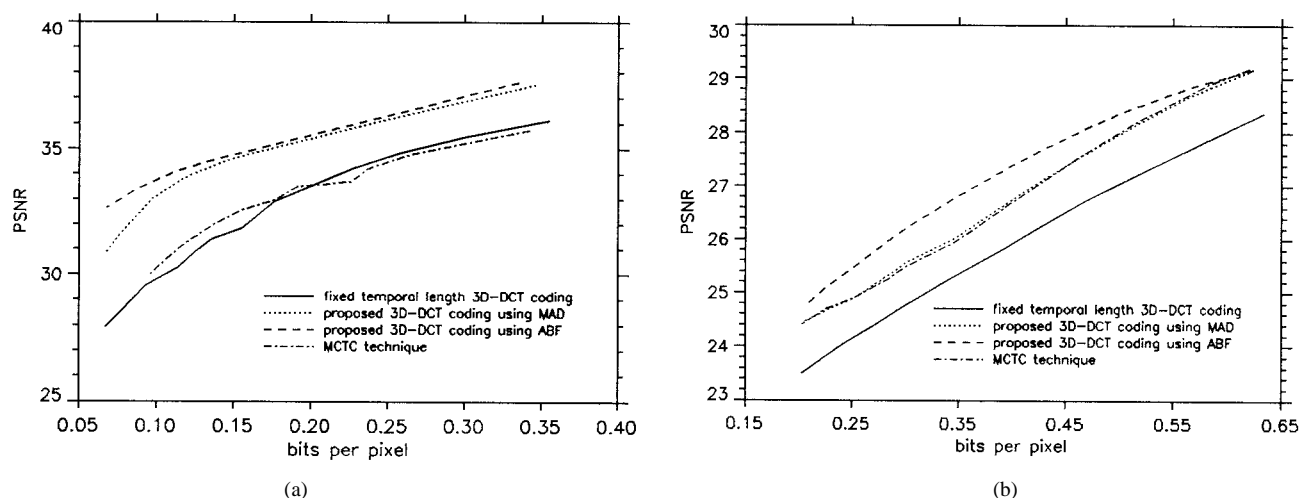 40
35
30
25
PSNR
fixed temporal length 3D-DCT coding
proposed 3D-DCT coding using MAD
proposed 3D-DCT coding using ABF
MCTC technique
0.05 0.10 0.15 0.20 0.25 0.30 0.35 0.40
bits per pixel
(a)
30
29
28
27
26
25
24
23
PSNR
fixed temporal length 3D-DCT coding
proposed 3D-DCT coding using MAD
proposed 3D-DCT coding using ABF
MCTC technique
0.15 0.25 0.35 0.45 0.55 0.65
bits per pixel
(b)